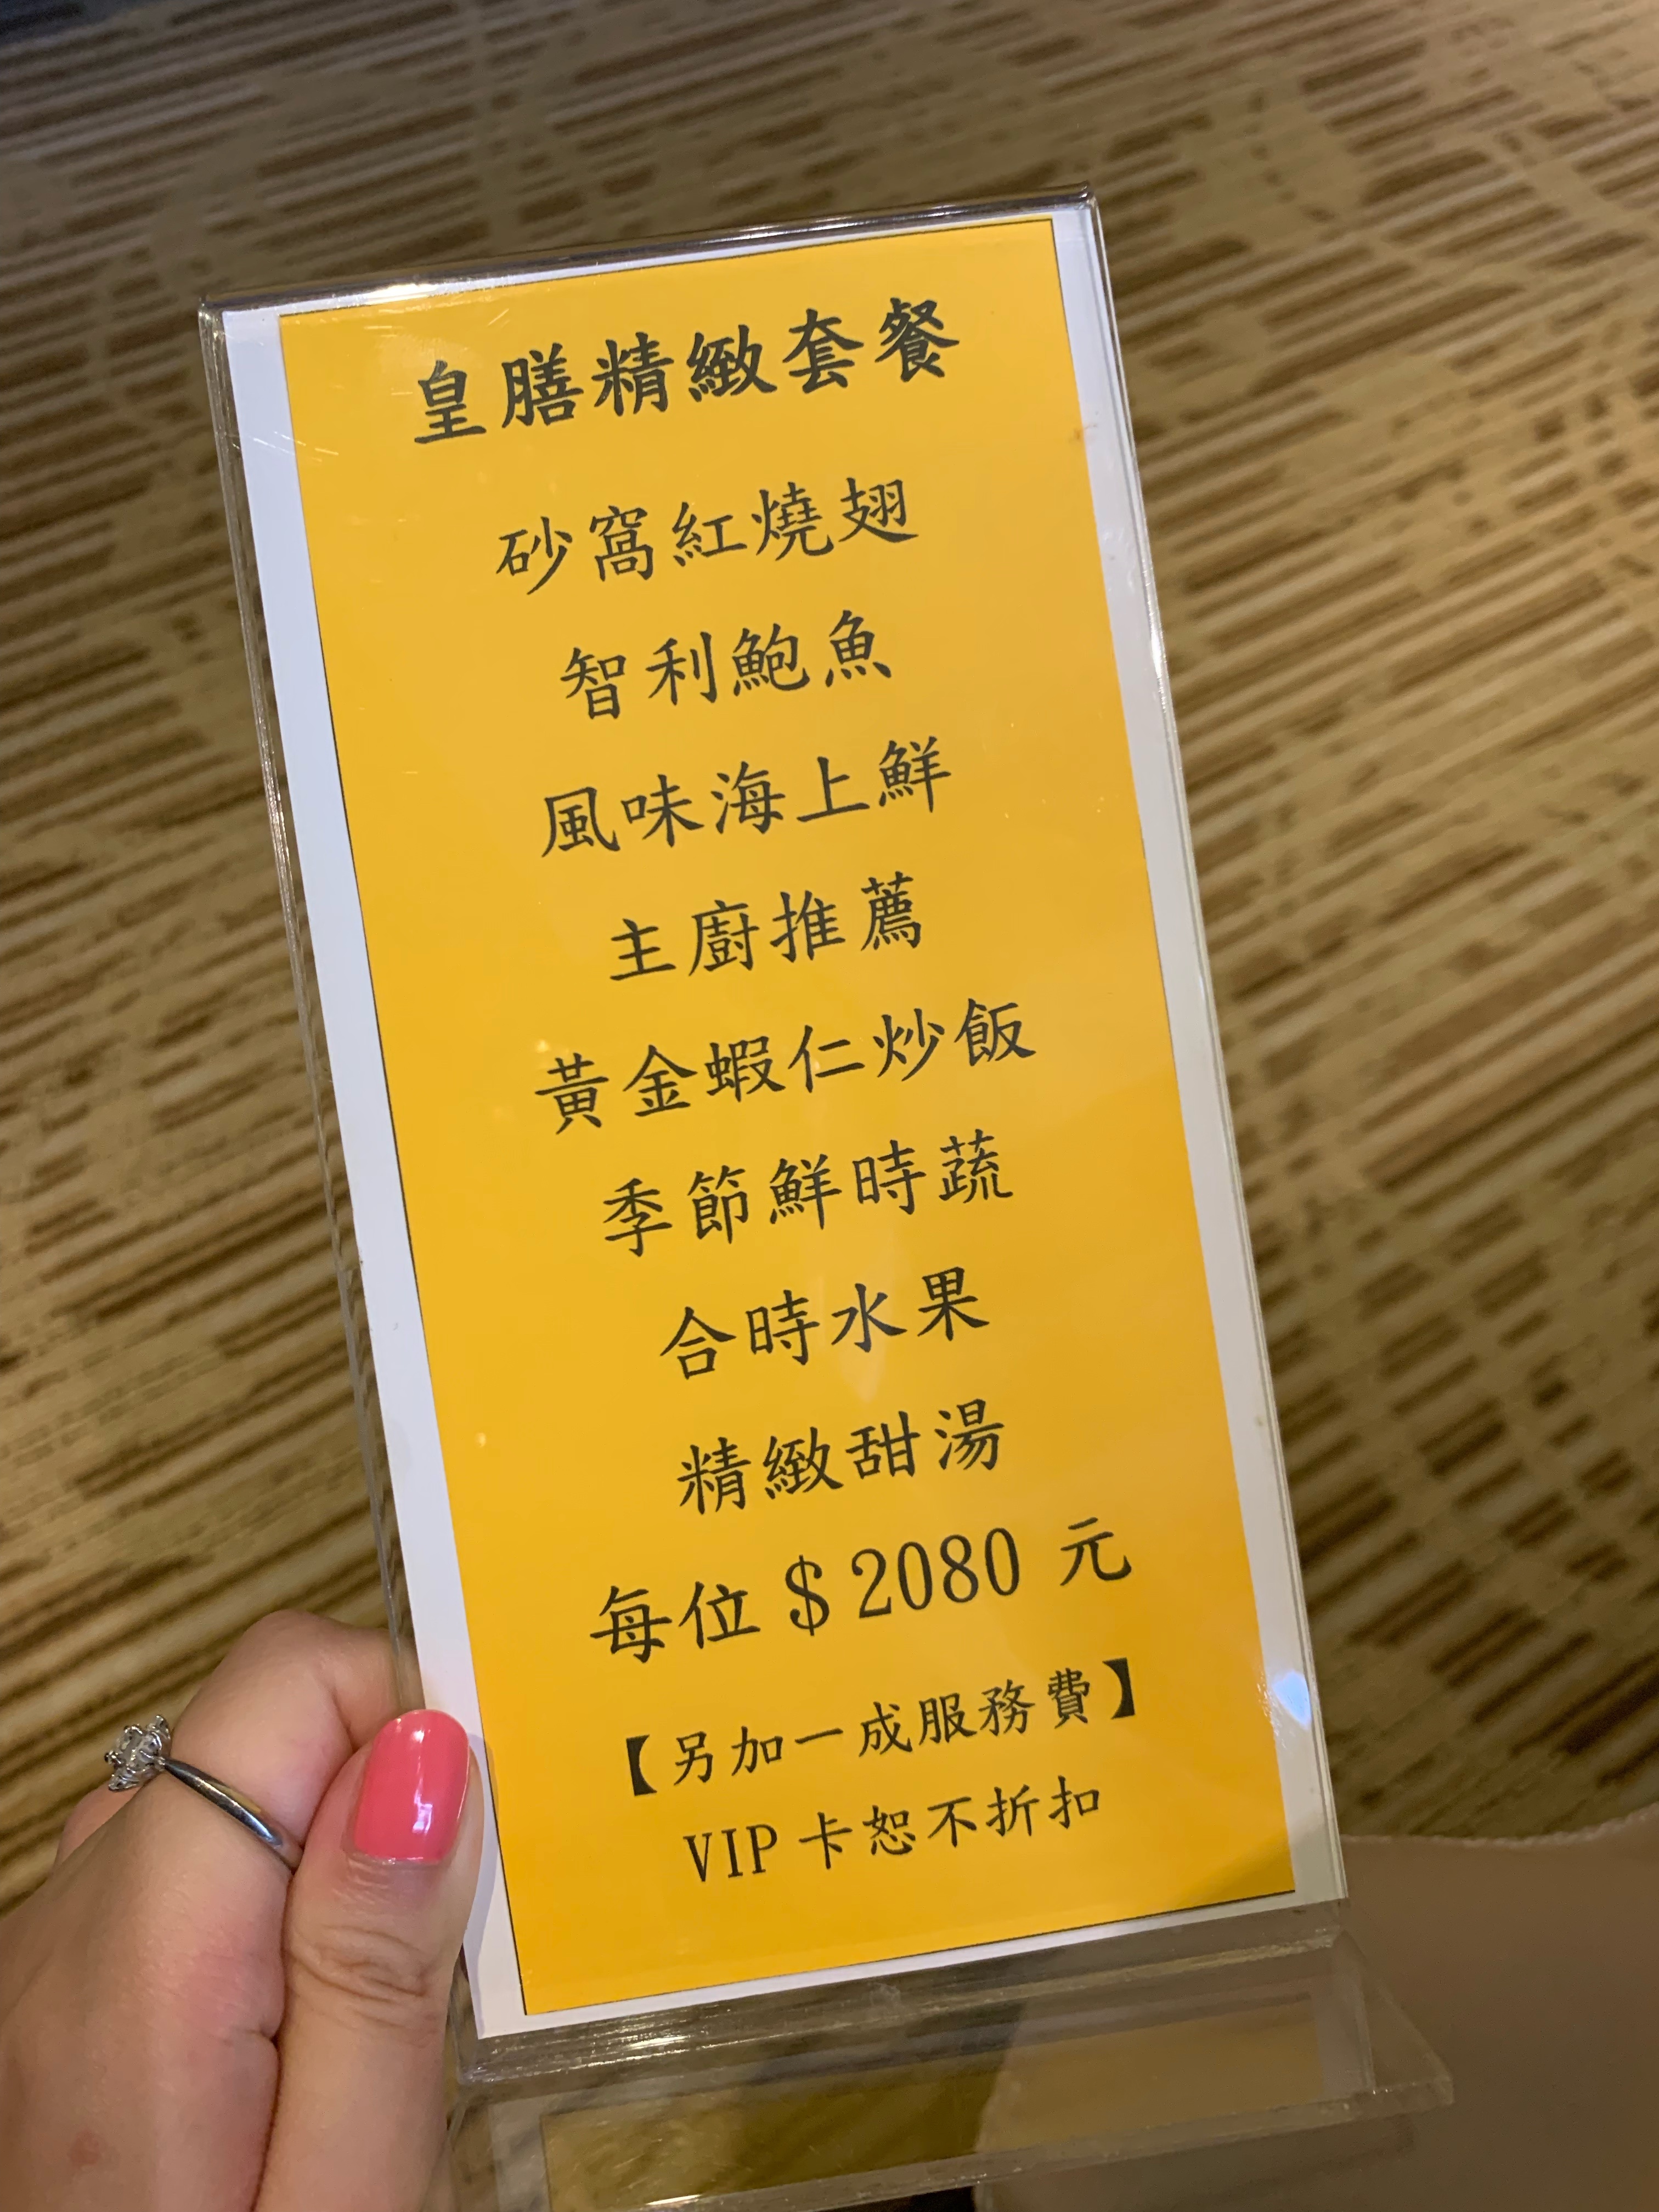 皇膳精緻套餐
砂窩紅燒翅
智利鮑魚
風味海上鮮
主廚推薦
黃金蝦仁炒飯
季節鮮時蔬
合時水果
精緻甜湯
每位＄2080 元
【另加一成服務費】
VIP 卡恕不折扣